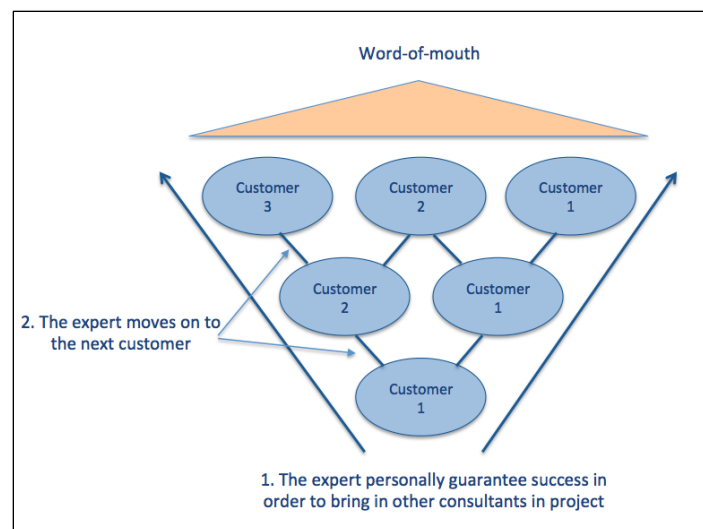 Word-of-mouth
Customer
3
Customer
2
Customer
1
Customer
2
Customer
1
2. The expert moves on to
the next customer
Customer
1
1. The expert personally guarantee success in
order to bring in other consultants in project